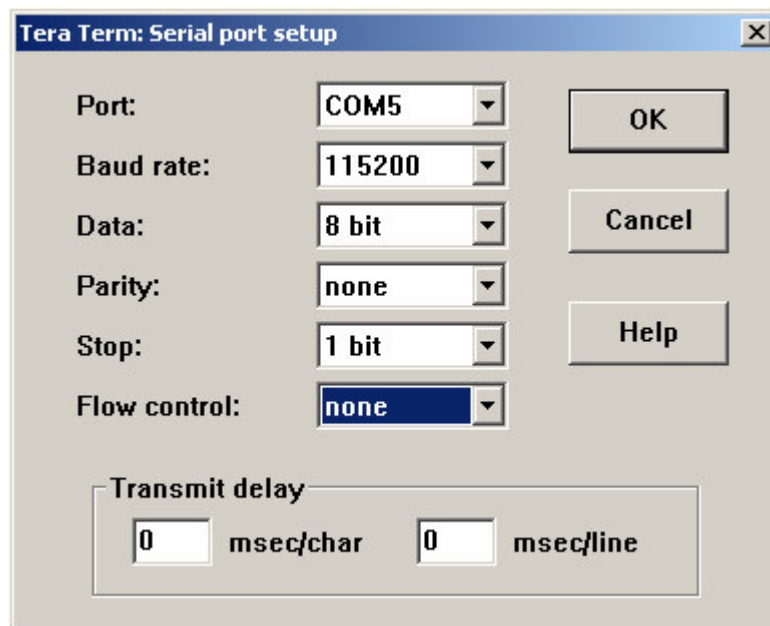 Tera Term: Serial port setup
Port: COM5
OK
Baud rate: 115200
Data: 8 bit
Cancel
Parity: none
Stop: 1 bit
Help
Flow control: none
Transmit delay
0 msec/char 0 msec/line